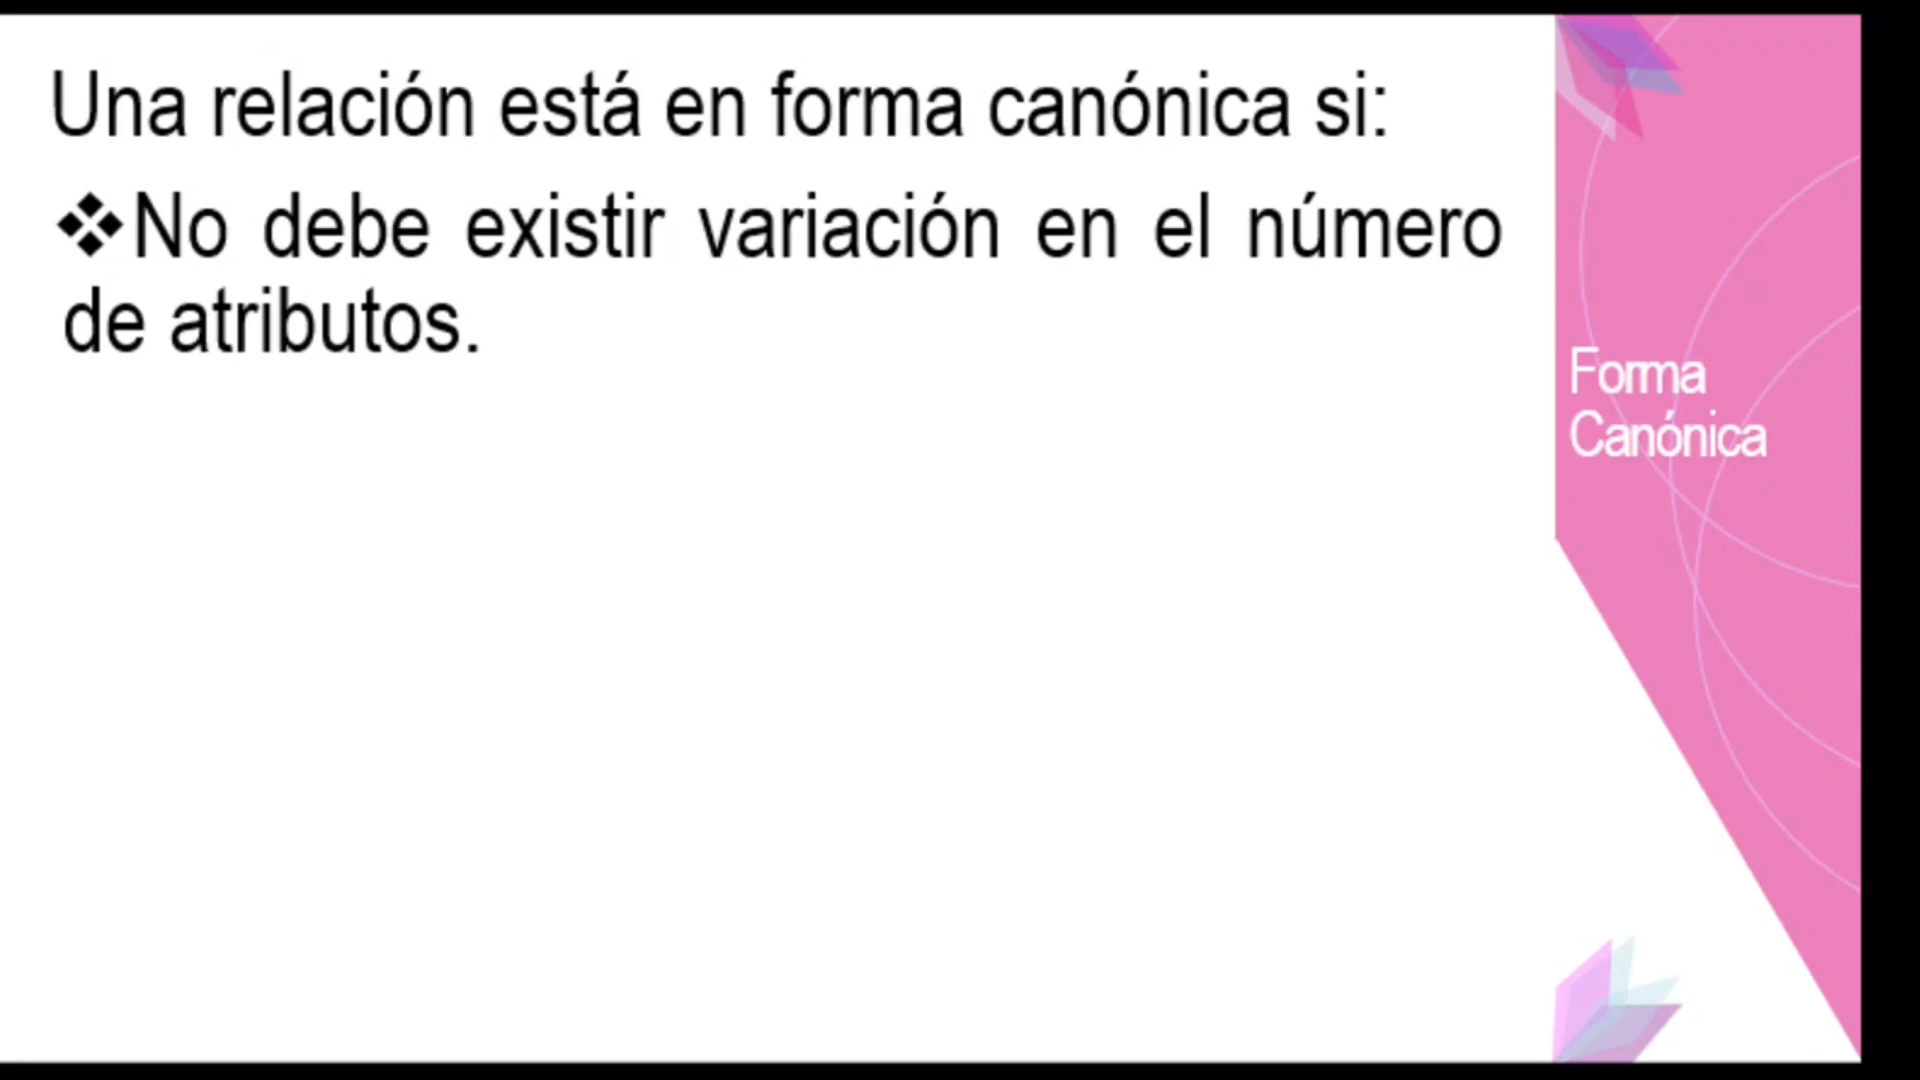 Una relación está en forma canónica si:
❖No debe existir variación en el número
de atributos.
Forma
Canónica